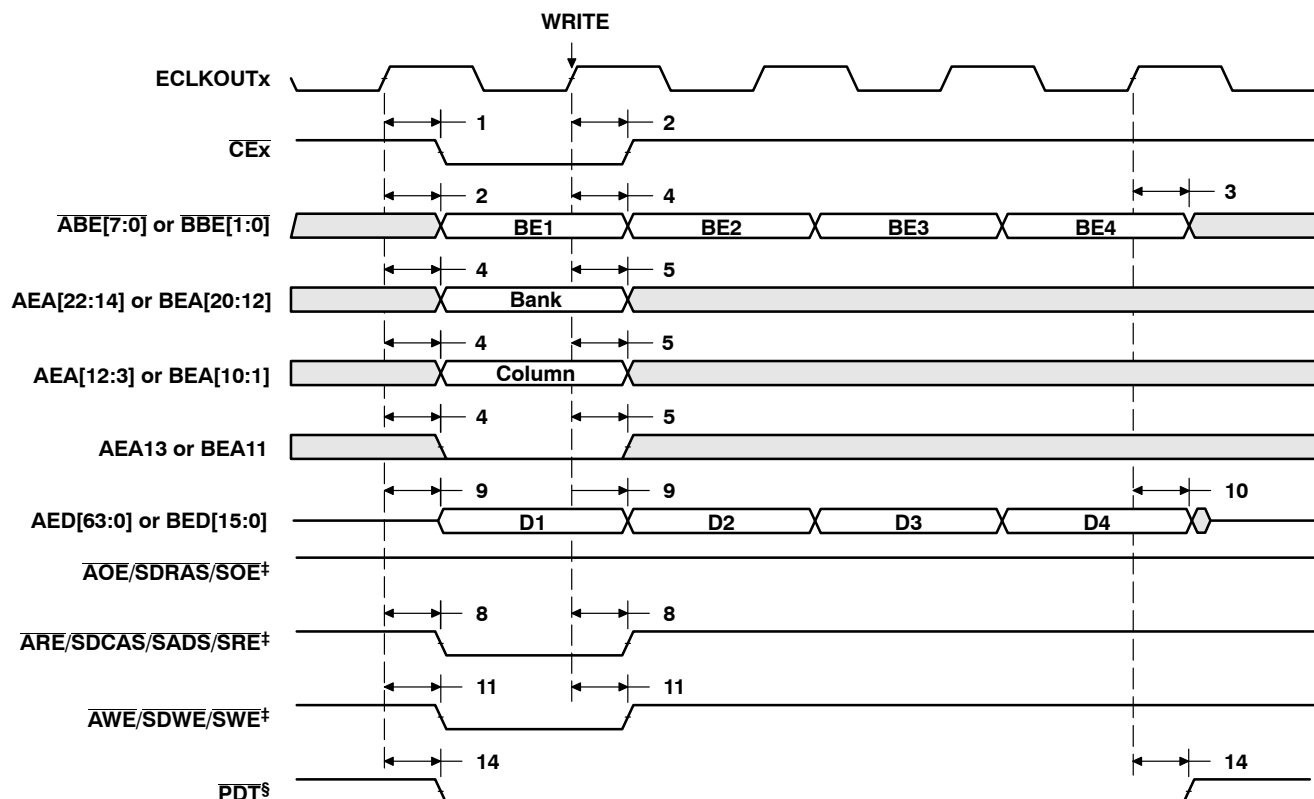 WRITE
ECLKOUTx
1 2
CEx
2 4 3
ABE[7:0] or BBE[1:0] BE1 BE2 BE3 BE4
4 5
AEA[22:14] or BEA[20:12] Bank
4 5
AEA[12:3] or BEA[10:1] Column
4 5
AEA13 or BEA11
9 9 10
AED[63:0] or BED[15:0] D1 D2 D3 D4
AOE/SDRAS/SOE‡
8 8
ARE/SDCAS/SADS/SRE‡
11 11
AWE/SDWE/SWE‡
14 14
PDT§